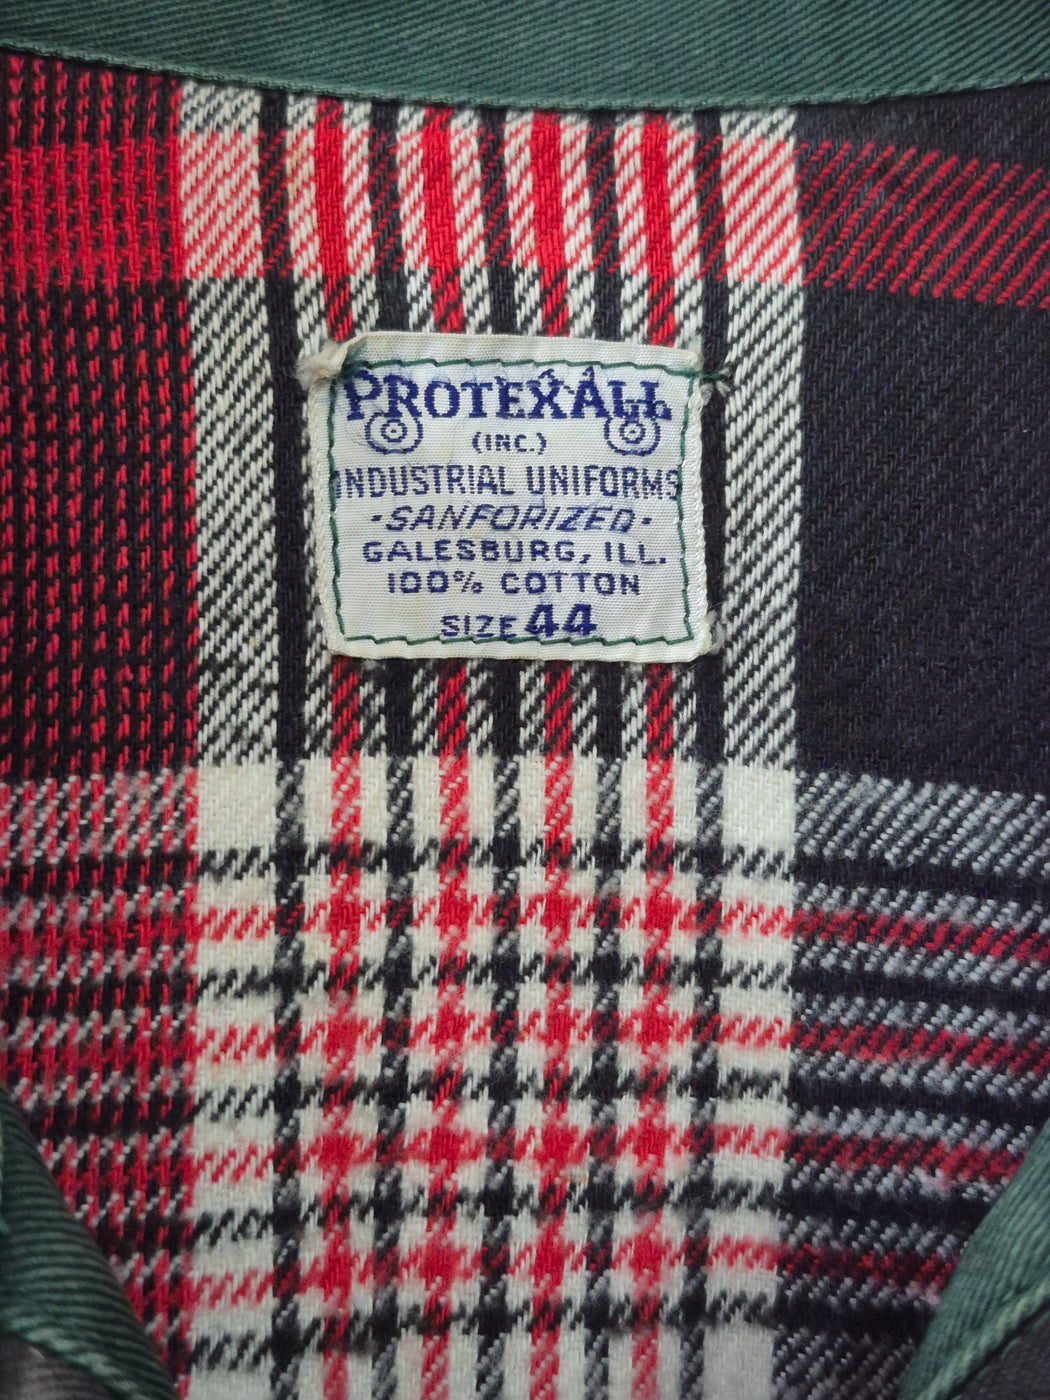 PROTEXALL
(INC.)
INDUSTRIAL UNIFORMS
-SANFORIZED-
GALESBURG, ILL.
100% COTTON
SIZE 44